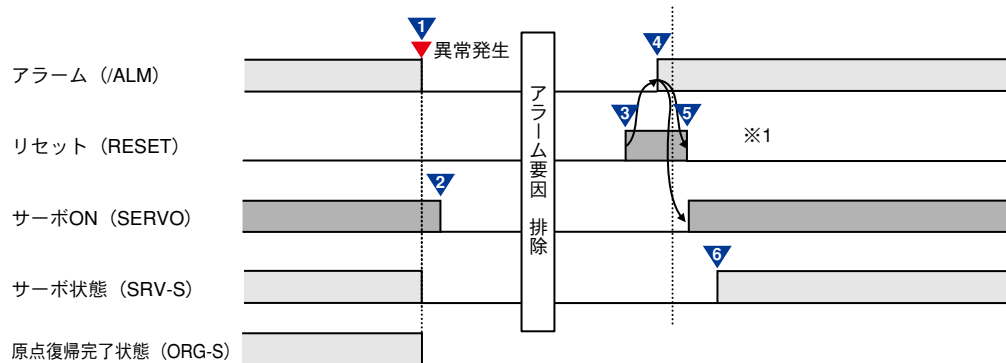 1
異常発生
4
アラーム（/ALM）
3
5
リセット（RESET）
※1
2
サーボON（SERVO）
アラーム要因 排除
6
サーボ状態（SRV-S）
原点復帰完了状態（ORG-S）